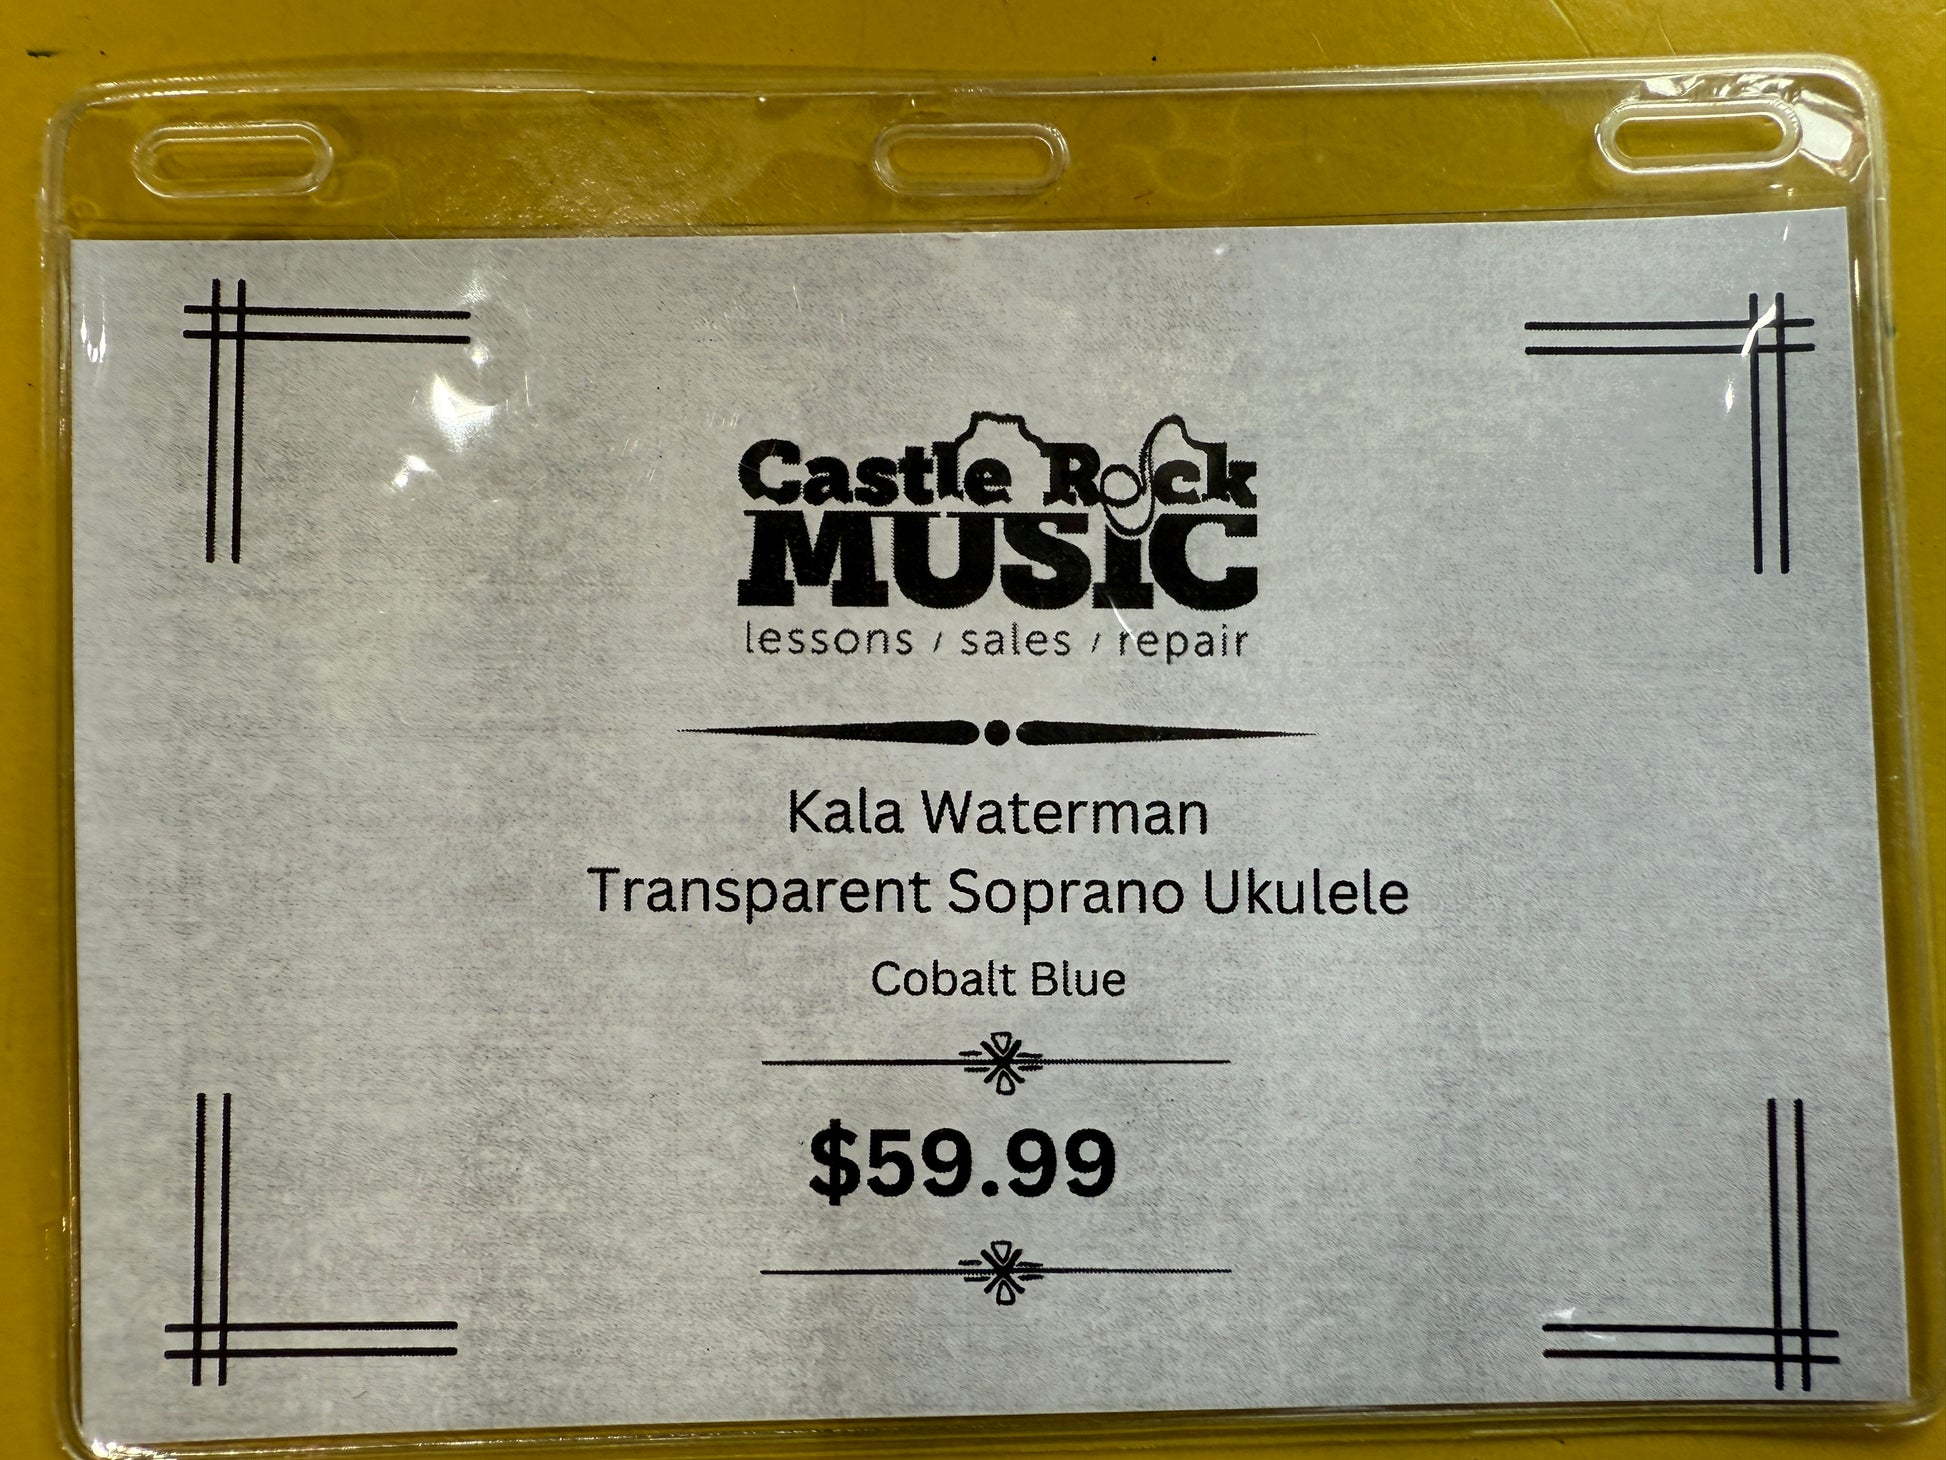 Castle Rock
MUSiC
lessons / sales / repair
Kala Waterman
Transparent Soprano Ukulele
Cobalt Blue
$59.99